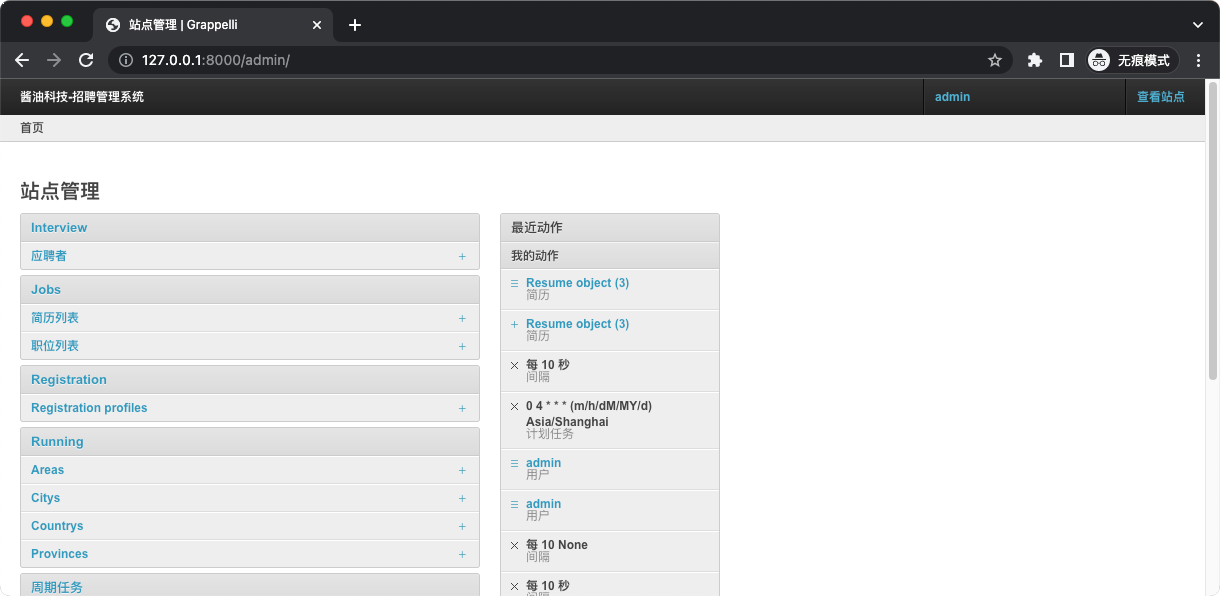 站点管理 | Grappelli
127.0.0.1:8000/admin/
无痕模式
酱油科技-招聘管理系统
admin
查看站点
首页
站点管理
Interview
应聘者
Jobs
简历列表
职位列表
Registration
Registration profiles
Running
Areas
Citys
Countrys
Provinces
周期任务
最近动作
我的动作
Resume object (3)
简历
Resume object (3)
简历
每 10 秒
间隔
0 4 * * * (m/h/dM/MY/d)
Asia/Shanghai
计划任务
admin
用户
admin
用户
每 10 None
间隔
每 10 秒
间隔